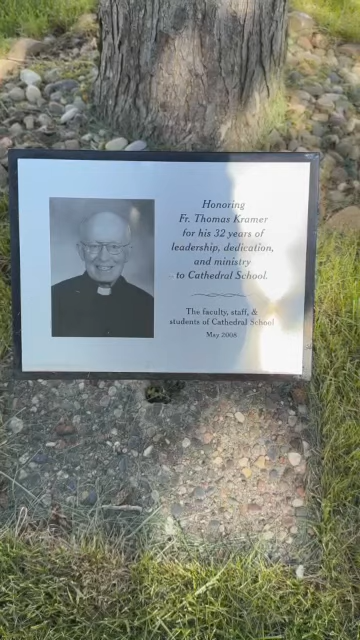 Honoring
Fr. Thomas Kramer
for his 32 years of
leadership, dedication,
and ministry
to Cathedral School.
The faculty, staff, &
students of Cathedral School
May 2008